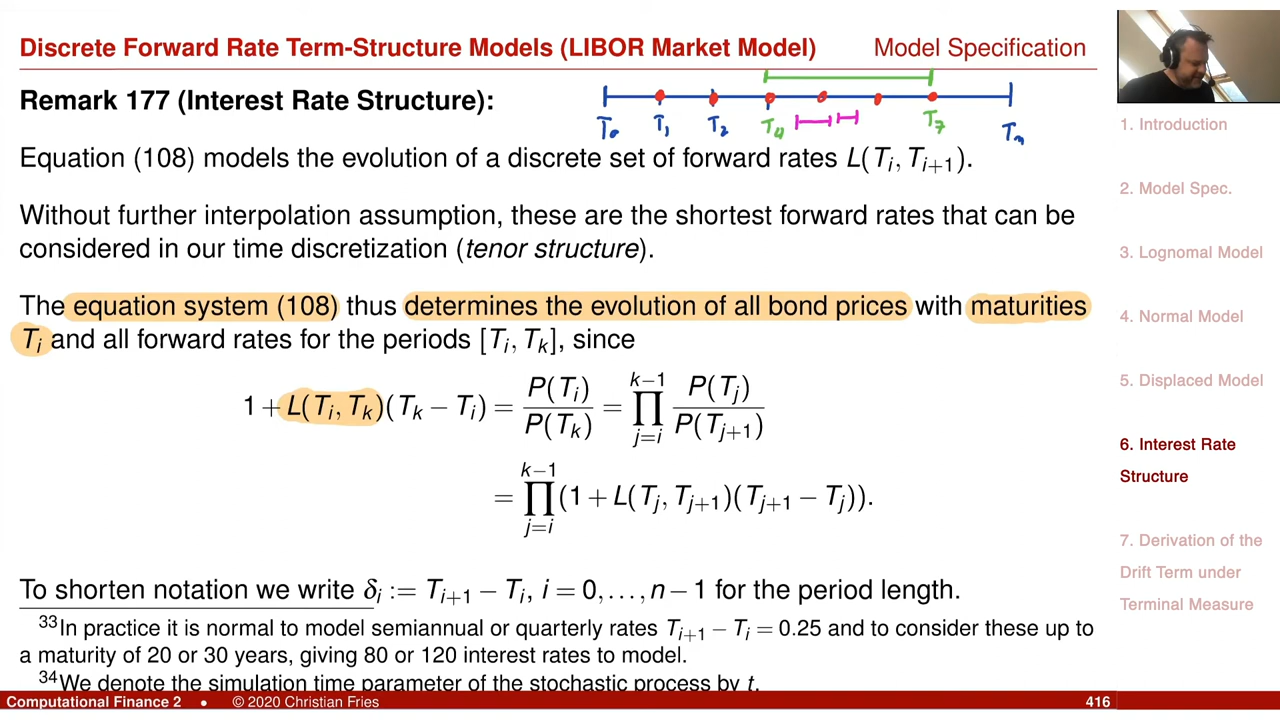 Discrete Forward Rate Term-Structure Models (LIBOR Market Model) Model Specification
Remark 177 (Interest Rate Structure):
T₀ T₁ T₂ T₄ T₇ Tₙ
Equation (108) models the evolution of a discrete set of forward rates L(Tᵢ, Tᵢ₊₁).
Without further interpolation assumption, these are the shortest forward rates that can be
considered in our time discretization (tenor structure).
The equation system (108) thus determines the evolution of all bond prices with maturities
Tᵢ and all forward rates for the periods [Tᵢ, Tₖ], since
1 + L(Tᵢ, Tₖ)(Tₖ − Tᵢ) = P(Tᵢ)/P(Tₖ) = ∏_{j=i}^{k−1} P(Tⱼ)/P(Tⱼ₊₁)
= ∏_{j=i}^{k−1} (1 + L(Tⱼ, Tⱼ₊₁)(Tⱼ₊₁ − Tⱼ)).
To shorten notation we write δᵢ := Tᵢ₊₁ − Tᵢ, i = 0,...,n − 1 for the period length.
³³In practice it is normal to model semiannual or quarterly rates Tᵢ₊₁ − Tᵢ = 0.25 and to consider these up to
a maturity of 20 or 30 years, giving 80 or 120 interest rates to model.
³⁴We denote the simulation time parameter of the stochastic process by t.
Computational Finance 2 • © 2020 Christian Fries 416
1. Introduction
2. Model Spec.
3. Lognomal Model
4. Normal Model
5. Displaced Model
6. Interest Rate
Structure
7. Derivation of the
Drift Term under
Terminal Measure